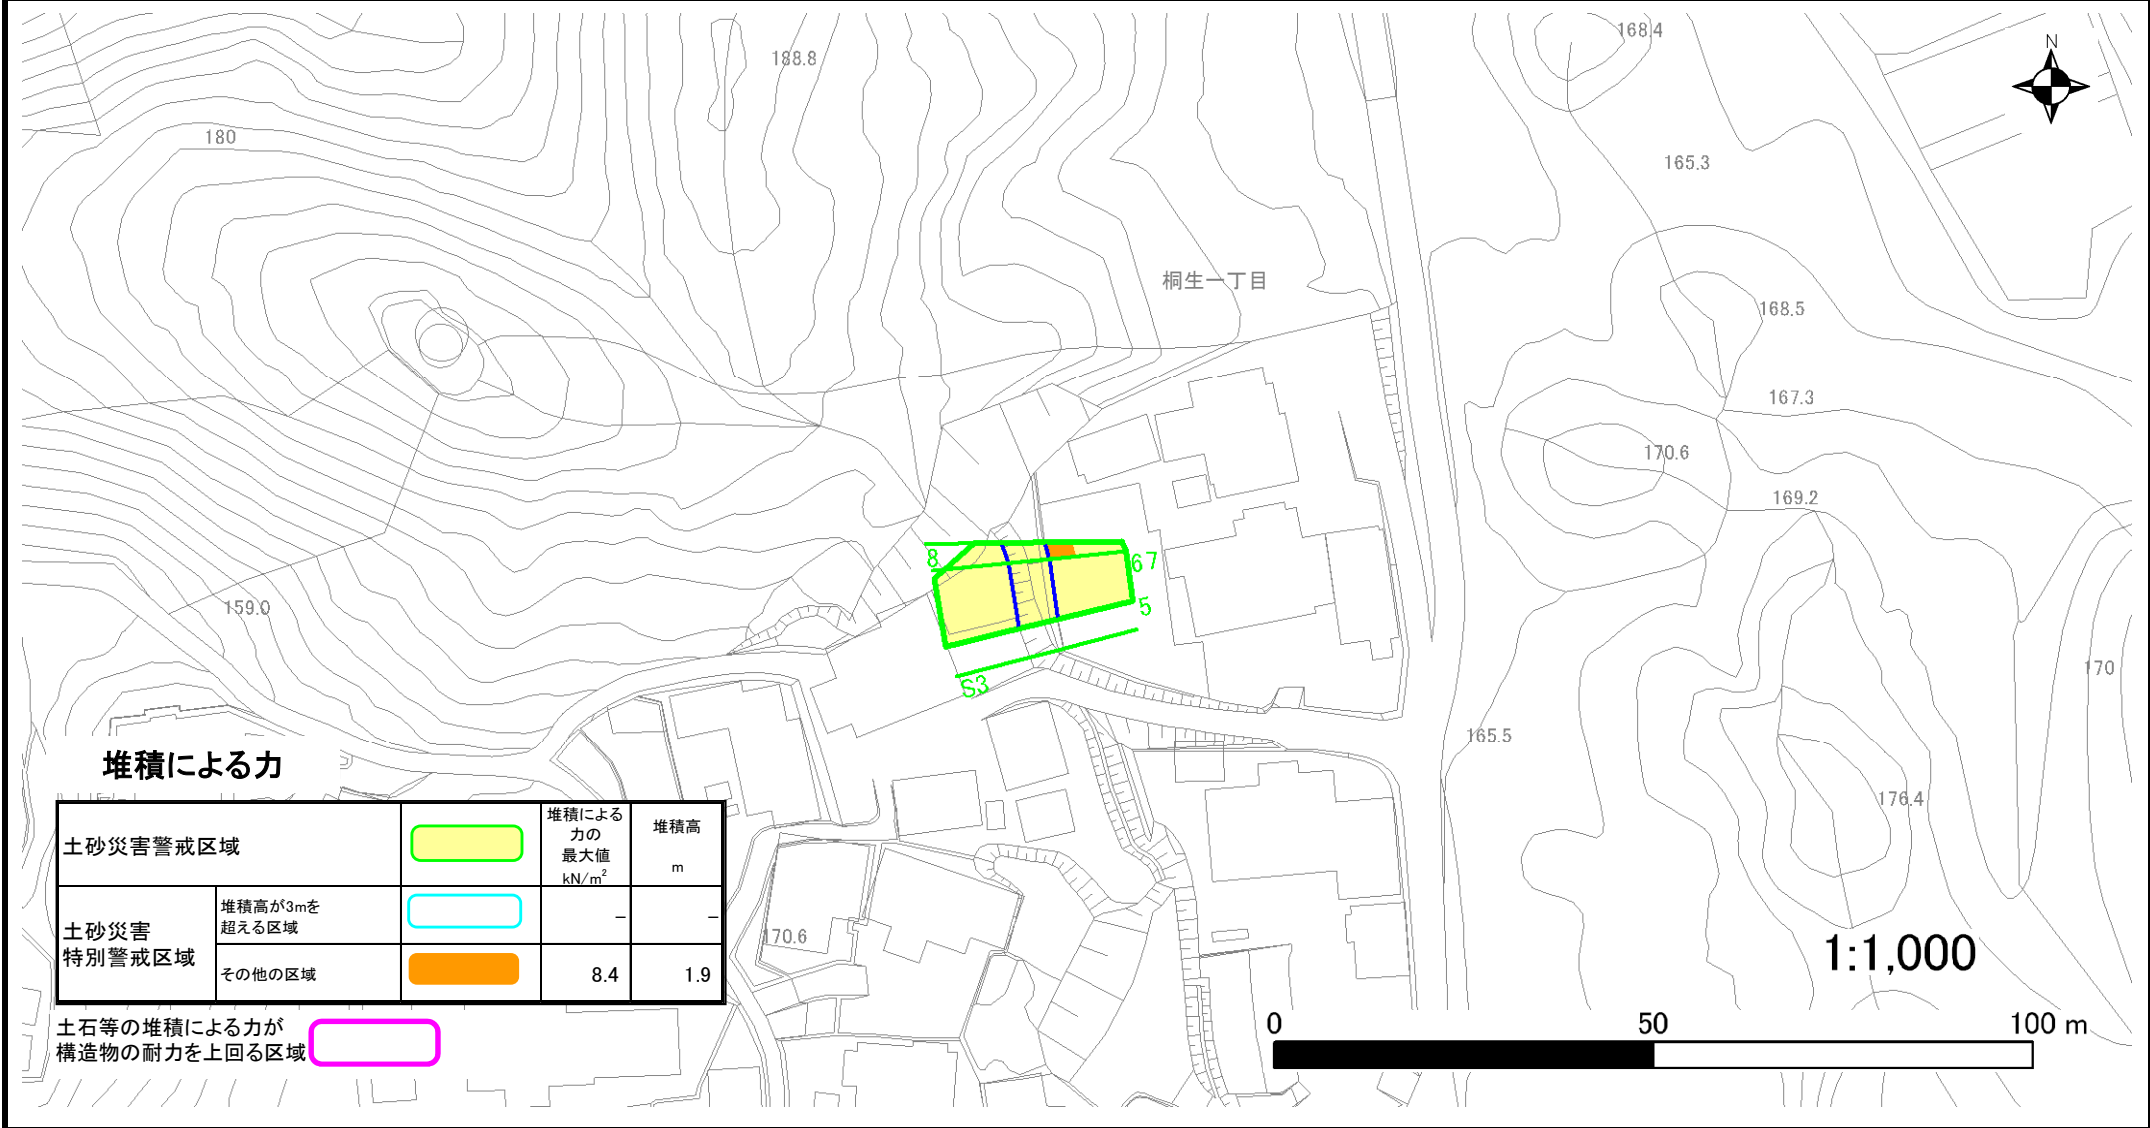 168.4
N
188.8
180
165.3
桐生一丁目
168.5
167.3
170.6
169.2
8
6 7
5
159.0
S3
170
165.5
堆積による力
176.4
土砂災害警戒区域
堆積による
力の
最大値
kN/m²
堆積高
m
土砂災害
特別警戒区域
堆積高が3mを
超える区域
–
–
その他の区域
8.4
1.9
170.6
1:1,000
土石等の堆積による力が
構造物の耐力を上回る区域
0
50
100 m